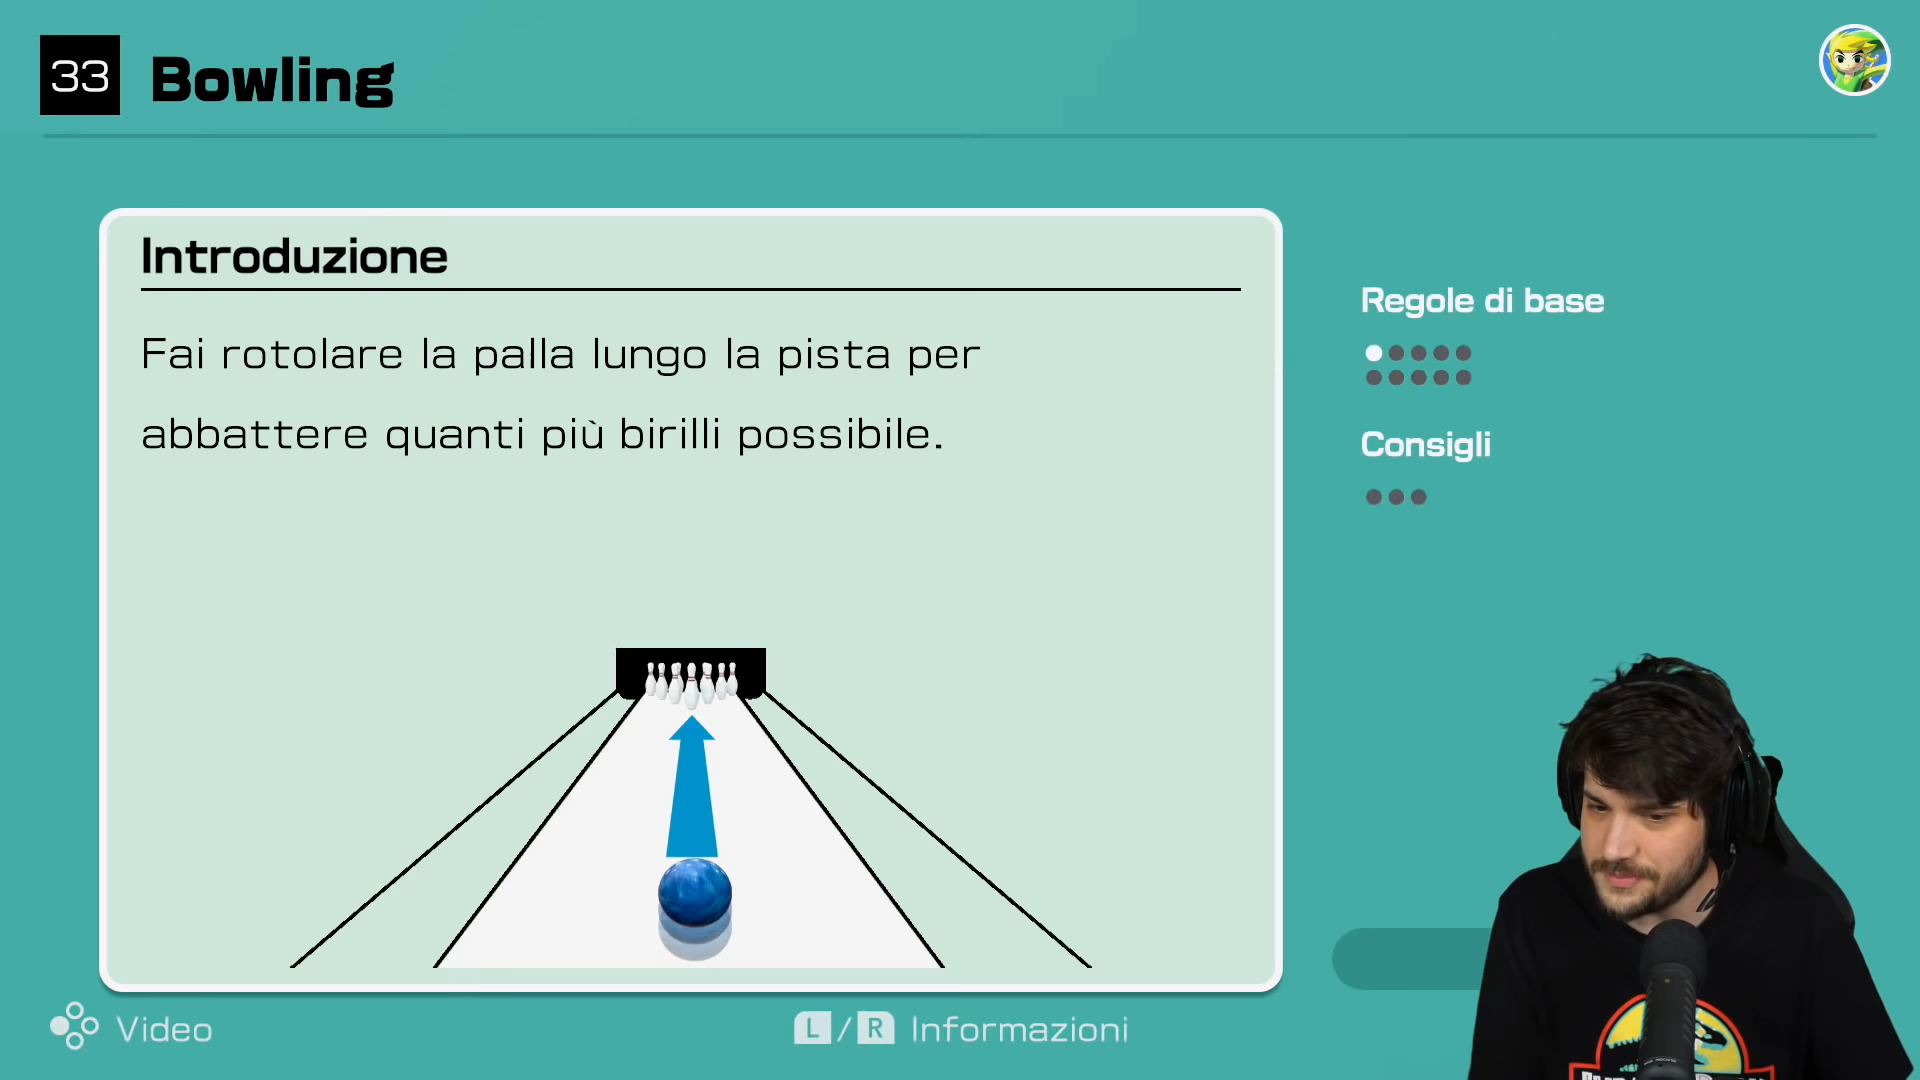 33 Bowling
Introduzione
Fai rotolare la palla lungo la pista per
abbattere quanti più birilli possibile.
Regole di base
Consigli
Video
L/R Informazioni